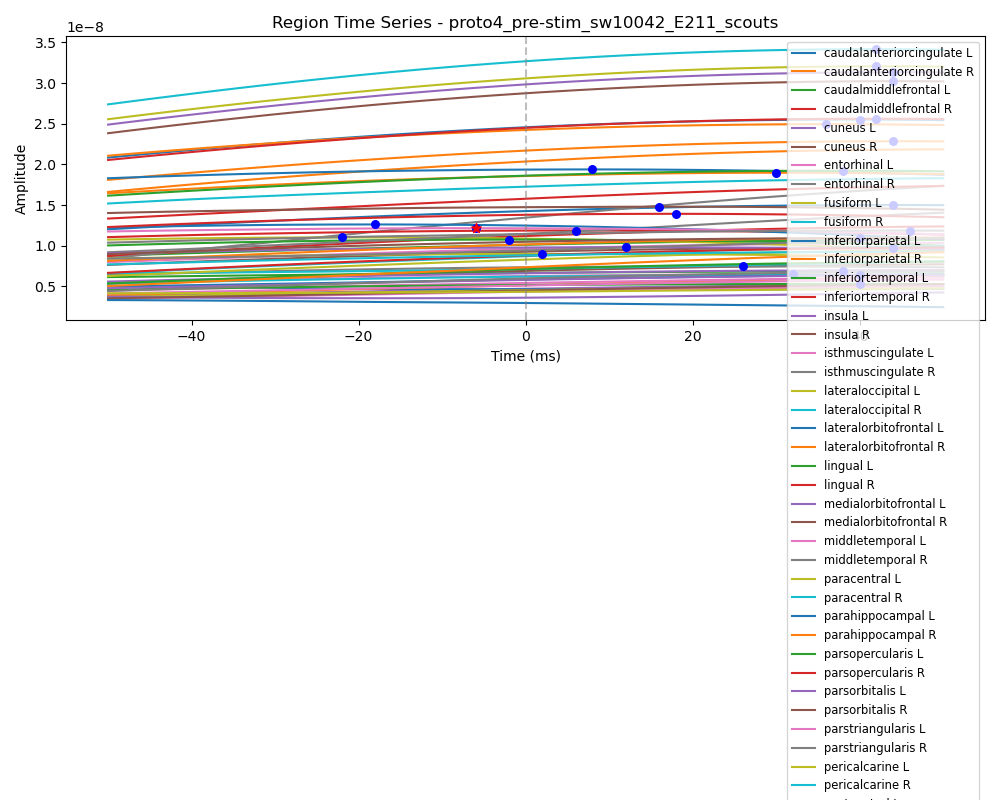 Region Time Series - proto4_pre-stim_sw10042_E211_scouts
1e−8
3.5
3.0
2.5
2.0
1.5
1.0
0.5
Amplitude
−40
−20
0
20
40
Time (ms)
caudalanteriorcingulate L
caudalanteriorcingulate R
caudalmiddlefrontal L
caudalmiddlefrontal R
cuneus L
cuneus R
entorhinal L
entorhinal R
fusiform L
fusiform R
inferiorparietal L
inferiorparietal R
inferiortemporal L
inferiortemporal R
insula L
insula R
isthmuscingulate L
isthmuscingulate R
lateraloccipital L
lateraloccipital R
lateralorbitofrontal L
lateralorbitofrontal R
lingual L
lingual R
medialorbitofrontal L
medialorbitofrontal R
middletemporal L
middletemporal R
paracentral L
paracentral R
parahippocampal L
parahippocampal R
parsopercularis L
parsopercularis R
parsorbitalis L
parsorbitalis R
parstriangularis L
parstriangularis R
pericalcarine L
pericalcarine R